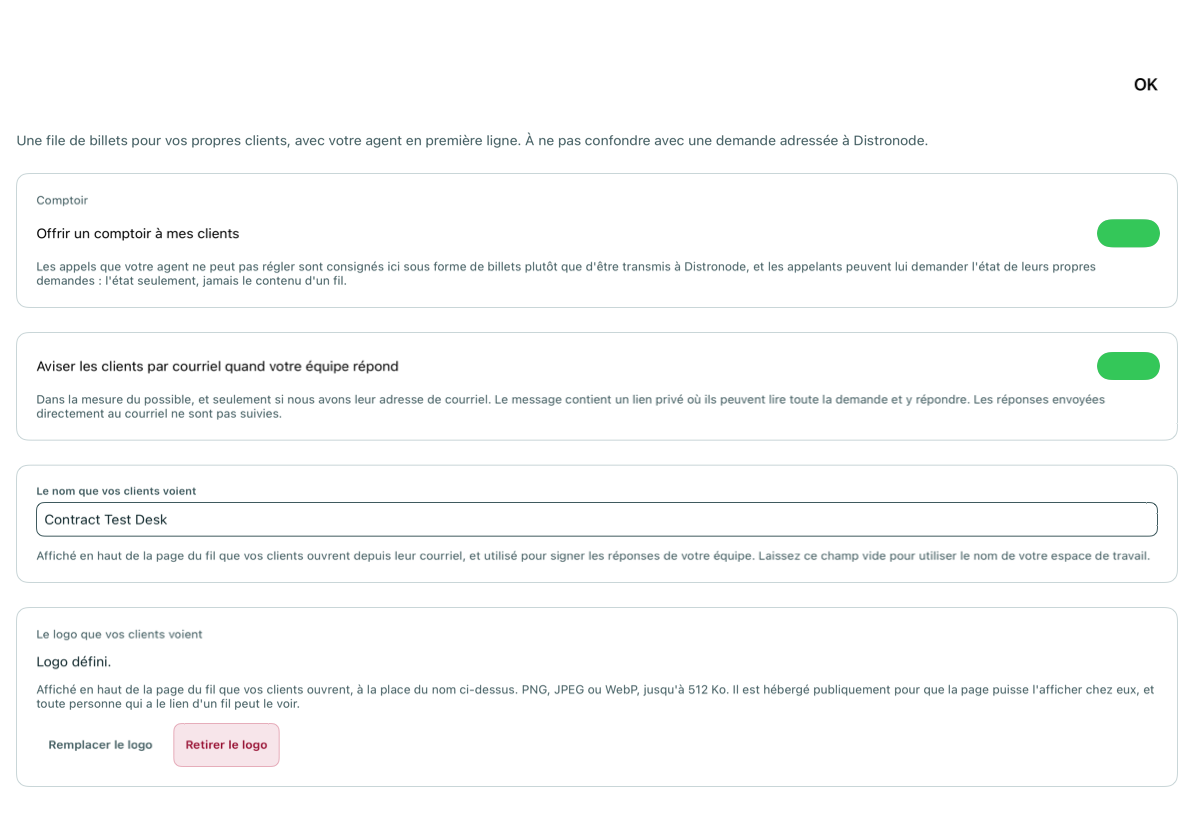 OK
Une file de billets pour vos propres clients, avec votre agent en première ligne. À ne pas confondre avec une demande adressée à Distronode.
Comptoir
Offrir un comptoir à mes clients
Les appels que votre agent ne peut pas régler sont consignés ici sous forme de billets plutôt que d'être transmis à Distronode, et les appelants peuvent lui demander l'état de leurs propres
demandes : l'état seulement, jamais le contenu d'un fil.
Aviser les clients par courriel quand votre équipe répond
Dans la mesure du possible, et seulement si nous avons leur adresse de courriel. Le message contient un lien privé où ils peuvent lire toute la demande et y répondre. Les réponses envoyées
directement au courriel ne sont pas suivies.
Le nom que vos clients voient
Contract Test Desk
Affiché en haut de la page du fil que vos clients ouvrent depuis leur courriel, et utilisé pour signer les réponses de votre équipe. Laissez ce champ vide pour utiliser le nom de votre espace de travail.
Le logo que vos clients voient
Logo défini.
Affiché en haut de la page du fil que vos clients ouvrent, à la place du nom ci-dessus. PNG, JPEG ou WebP, jusqu'à 512 Ko. Il est hébergé publiquement pour que la page puisse l'afficher chez eux, et
toute personne qui a le lien d'un fil peut le voir.
Remplacer le logo
Retirer le logo